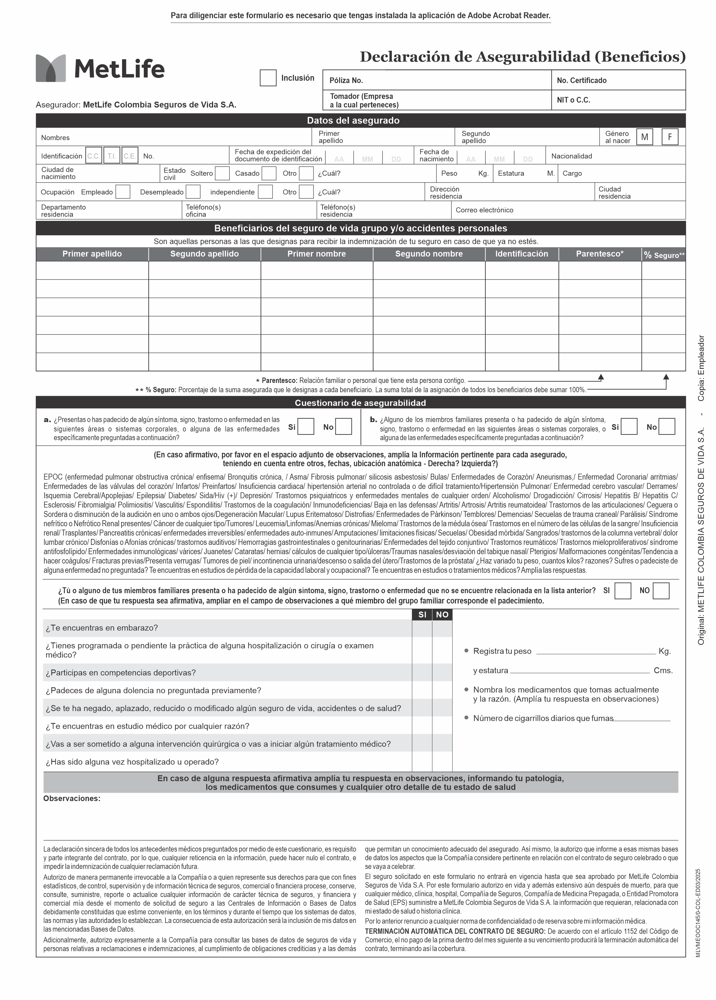 Para diligenciar este formulario es necesario que tengas instalada la aplicación de Adobe Acrobat Reader.
MetLife
Declaración de Asegurabilidad (Beneficios)
Inclusión
Póliza No.
No. Certificado
Tomador (Empresa
a la cual perteneces)
NIT o C.C.
Asegurador: MetLife Colombia Seguros de Vida S.A.
Datos del asegurado
Nombres
Primer
apellido
Segundo
apellido
Género
al nacer
M
F
Identificación
C.C.
T.I.
C.E.
No.
Fecha de expedición del
documento de identificación
AA
MM
DD
Fecha de
nacimiento
AA
MM
DD
Nacionalidad
Ciudad de
nacimiento
Estado
civil
Soltero
Casado
Otro
¿Cuál?
Peso
Kg.
Estatura
M.
Cargo
Ocupación
Empleado
Desempleado
independiente
Otro
¿Cuál?
Dirección
residencia
Ciudad
residencia
Departamento
residencia
Teléfono(s)
oficina
Teléfono(s)
residencia
Correo electrónico
Beneficiarios del seguro de vida grupo y/o accidentes personales
Son aquellas personas a las que designas para recibir la indemnización de tu seguro en caso de que ya no estés.
Primer apellido
Segundo apellido
Primer nombre
Segundo nombre
Identificación
Parentesco*
% Seguro**
* Parentesco: Relación familiar o personal que tiene esta persona contigo.
** % Seguro: Porcentaje de la suma asegurada que le designas a cada beneficiario. La suma total de la asignación de todos los beneficiarios debe sumar 100%.
Cuestionario de asegurabilidad
a. ¿Presentas o has padecido de algún síntoma, signo, trastorno o enfermedad en las
siguientes áreas o sistemas corporales, o alguna de las enfermedades
específicamente preguntadas a continuación?
Si
No
b. ¿Alguno de los miembros familiares presenta o ha padecido de algún síntoma,
signo, trastorno o enfermedad en las siguientes áreas o sistemas corporales, o
alguna de las enfermedades específicamente preguntadas a continuación?
Si
No
(En caso afirmativo, por favor en el espacio adjunto de observaciones, amplía la Información pertinente para cada asegurado,
teniendo en cuenta entre otros, fechas, ubicación anatómica - Derecha? Izquierda?)
EPOC (enfermedad pulmonar obstructiva crónica/ enfisema/ Bronquitis crónica, / Asma/ Fibrosis pulmonar/ silicosis asbestosis/ Bulas/ Enfermedades de Corazón/ Aneurismas,/ Enfermedad Coronaria/ arritmias/
Enfermedades de las válvulas del corazón/ Infartos/ Preinfartos/ Insuficiencia cardiaca/ hipertensión arterial no controlada o de difícil tratamiento/Hipertensión Pulmonar/ Enfermedad cerebro vascular/ Derrames/
Isquemia Cerebral/Apoplejias/ Epilepsia/ Diabetes/ Sida/Hiv (+)/ Depresión/ Trastornos psiquiatricos y enfermedades mentales de cualquier orden/ Alcoholismo/ Drogadicción/ Cirrosis/ Hepatitis B/ Hepatitis C/
Esclerosis/ Fibromialgia/ Polimiositis/ Vasculitis/ Espondilitis/ Trastornos de la coagulación/ Inmunodeficiencias/ Baja en las defensas/ Artritis/ Artrosis/ Artritis reumatoidea/ Trastornos de las articulaciones/ Ceguera o
Sordera o disminución de la audición en uno o ambos ojos/Degeneración Macular/ Lupus Eritematoso/ Distrofias/ Enfermedades de Párkinson/ Temblores/ Demencias/ Secuelas de trauma craneal/ Parálisis/ Síndrome
nefrítico o Nefrótico Renal presentes/ Cáncer de cualquier tipo/Tumores/ Leucemia/Linfomas/Anemias crónicas/ Mieloma/ Trastornos de la médula ósea/ Trastornos en el número de las células de la sangre/ Insuficiencia
renal/ Trasplantes/ Pancreatitis crónicas/ enfermedades irreversibles/ enfermedades auto-inmunes/Amputaciones/ limitaciones físicas/ Secuelas/ Obesidad mórbida/ Sangrados/ trastornos de la columna vertebral/ dolor
lumbar crónico/ Disfonías o Afonías crónicas/ trastornos auditivos/ Hemorragias gastrointestinales o genitourinarias/ Enfermedades del tejido conjuntivo/ Trastornos reumáticos/ Trastornos mieloproliferativos/ síndrome
antifosfolípido/ Enfermedades inmunológicas/ várices/ Juanetes/ Cataratas/ hernias/ cálculos de cualquier tipo/úlceras/Traumas nasales/desviación del tabique nasal/ Pterigios/ Malformaciones congénitas/Tendencia a
hacer coágulos/ Fracturas previas/Presenta verrugas/ Tumores de piel/ incontinencia urinaria/descenso o salida del útero/Trastornos de la próstata/ ¿Haz variado tu peso, cuantos kilos? razones? Sufres o padeciste de
alguna enfermedad no preguntada? Te encuentras en estudios de pérdida de la capacidad laboral y ocupacional? Te encuentras en estudios o tratamientos médicos? Amplía las respuestas.
¿Tú o alguno de tus miembros familiares presenta o ha padecido de algún síntoma, signo, trastorno o enfermedad que no se encuentre relacionada en la lista anterior?
SI
NO
(En caso de que tu respuesta sea afirmativa, ampliar en el campo de observaciones a qué miembro del grupo familiar corresponde el padecimiento.
SI
NO
¿Te encuentras en embarazo?
¿Tienes programada o pendiente la práctica de alguna hospitalización o cirugía o examen
médico?
¿Participas en competencias deportivas?
¿Padeces de alguna dolencia no preguntada previamente?
¿Se te ha negado, aplazado, reducido o modificado algún seguro de vida, accidentes o de salud?
¿Te encuentras en estudio médico por cualquier razón?
¿Vas a ser sometido a alguna intervención quirúrgica o vas a iniciar algún tratamiento médico?
¿Has sido alguna vez hospitalizado u operado?
• Registra tu peso
Kg.
y estatura
Cms.
• Nombra los medicamentos que tomas actualmente
y la razón. (Amplía tu respuesta en observaciones)
• Número de cigarrillos diarios que fumas
En caso de alguna respuesta afirmativa amplía tu respuesta en observaciones, informando tu patología,
los medicamentos que consumes y cualquier otro detalle de tu estado de salud
Observaciones:
La declaración sincera de todos los antecedentes médicos preguntados por medio de este cuestionario, es requisito
y parte integrante del contrato, por lo que, cualquier reticencia en la información, puede hacer nulo el contrato, e
impedir la indemnización de cualquier reclamación futura.
Autorizo de manera permanente irrevocable a la Compañía o a quien represente sus derechos para que con fines
estadísticos, de control, supervisión y de información técnica de seguros, comercial o financiera procese, conserve,
consulte, suministre, reporte o actualice cualquier información de carácter técnica de seguros, y financiera y
comercial mía desde el momento de solicitud de seguro a las Centrales de Información o Bases de Datos
debidamente constituidas que estime conveniente, en los términos y durante el tiempo que los sistemas de datos,
las normas y las autoridades lo establezcan. La consecuencia de esta autorización será la inclusión de mis datos en
las mencionadas Bases de Datos.
Adicionalmente, autorizo expresamente a la Compañía para consultar las bases de datos de seguros de vida y
personas relativas a reclamaciones e indemnizaciones, al cumplimiento de obligaciones crediticias y a las demás
que permitan un conocimiento adecuado del asegurado. Así mismo, la autorizo que informe a esas mismas bases
de datos los aspectos que la Compañía considere pertinente en relación con el contrato de seguro celebrado o que
se vaya a celebrar.
El seguro solicitado en este formulario no entrará en vigencia hasta que sea aprobado por MetLife Colombia
Seguros de Vida S.A. Por este formulario autorizo en vida y además extensivo aún después de muerto, para que
cualquier médico, clínica, hospital, Compañía de Seguros, Compañía de Medicina Prepagada, o Entidad Promotora
de Salud (EPS) suministre a MetLife Colombia Seguros de Vida S.A. la información que requieran, relacionada con
mi estado de salud o historia clínica.
Por lo anterior renuncio a cualquier norma de confidencialidad o de reserva sobre mi información médica.
TERMINACIÓN AUTOMÁTICA DEL CONTRATO DE SEGURO: De acuerdo con el artículo 1152 del Código de
Comercio, el no pago de la prima dentro del mes siguiente a su vencimiento producirá la terminación automática del
contrato, terminando así la cobertura.
Original: METLIFE COLOMBIA SEGUROS DE VIDA S.A. - Copia: Empleador
MLVMEOOC145/0-COL-ED03/2025